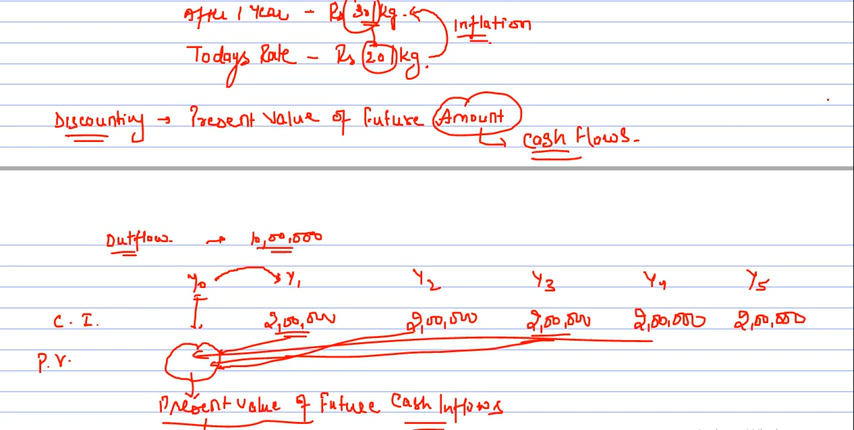 After 1 Year - Rs 30/kg.
Inflation
Todays Rate - Rs 20/kg.
Discounting → Present Value of Future Amount
→ Cash Flows.
Outflow → 10,00,000
Y0 Y1 Y2 Y3 Y4 Y5
C.I. 2,00,000 2,00,000 2,00,000 2,00,000 2,00,000
P.V.
Present Value of Future Cash Inflows